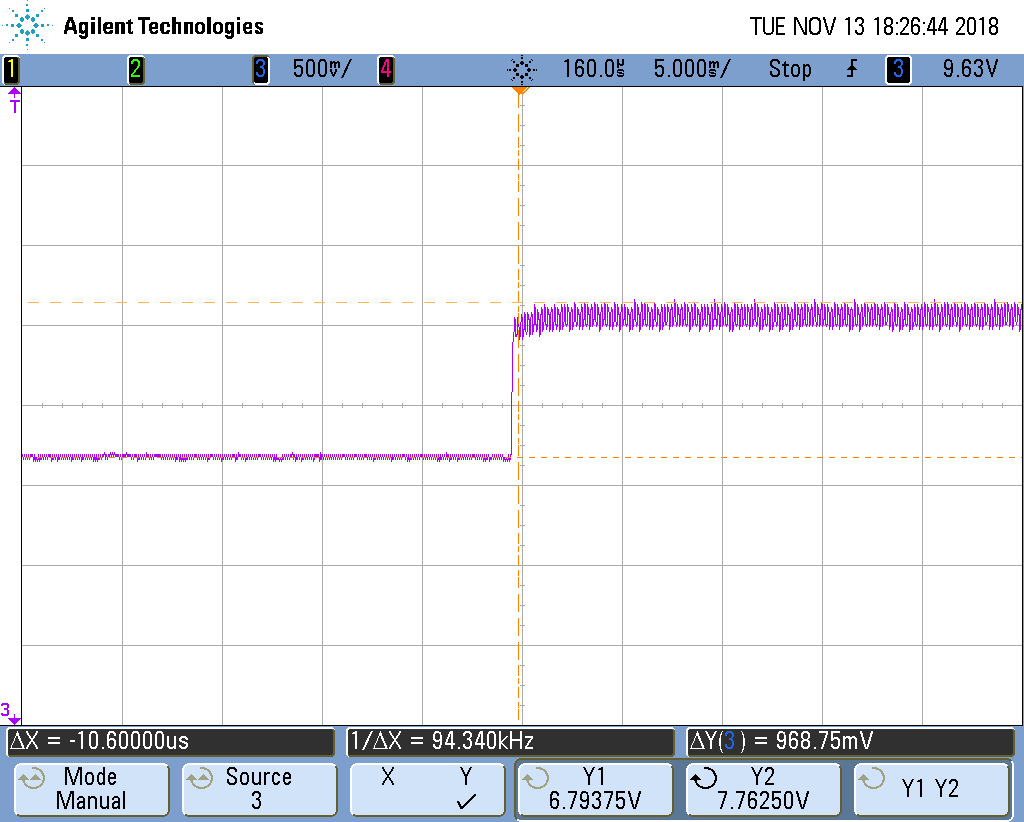 Agilent Technologies TUE NOV 13 18:26:44 2018
1 2 3 500mV/ 4 160.0µs 5.000ms/ Stop 3 9.63V
T
3
ΔX = -10.60000us 1/ΔX = 94.340kHz ΔY(3) = 968.75mV
Mode Source X Y Y1 Y2 Y1 Y2
Manual 3 ✓ 6.79375V 7.76250V